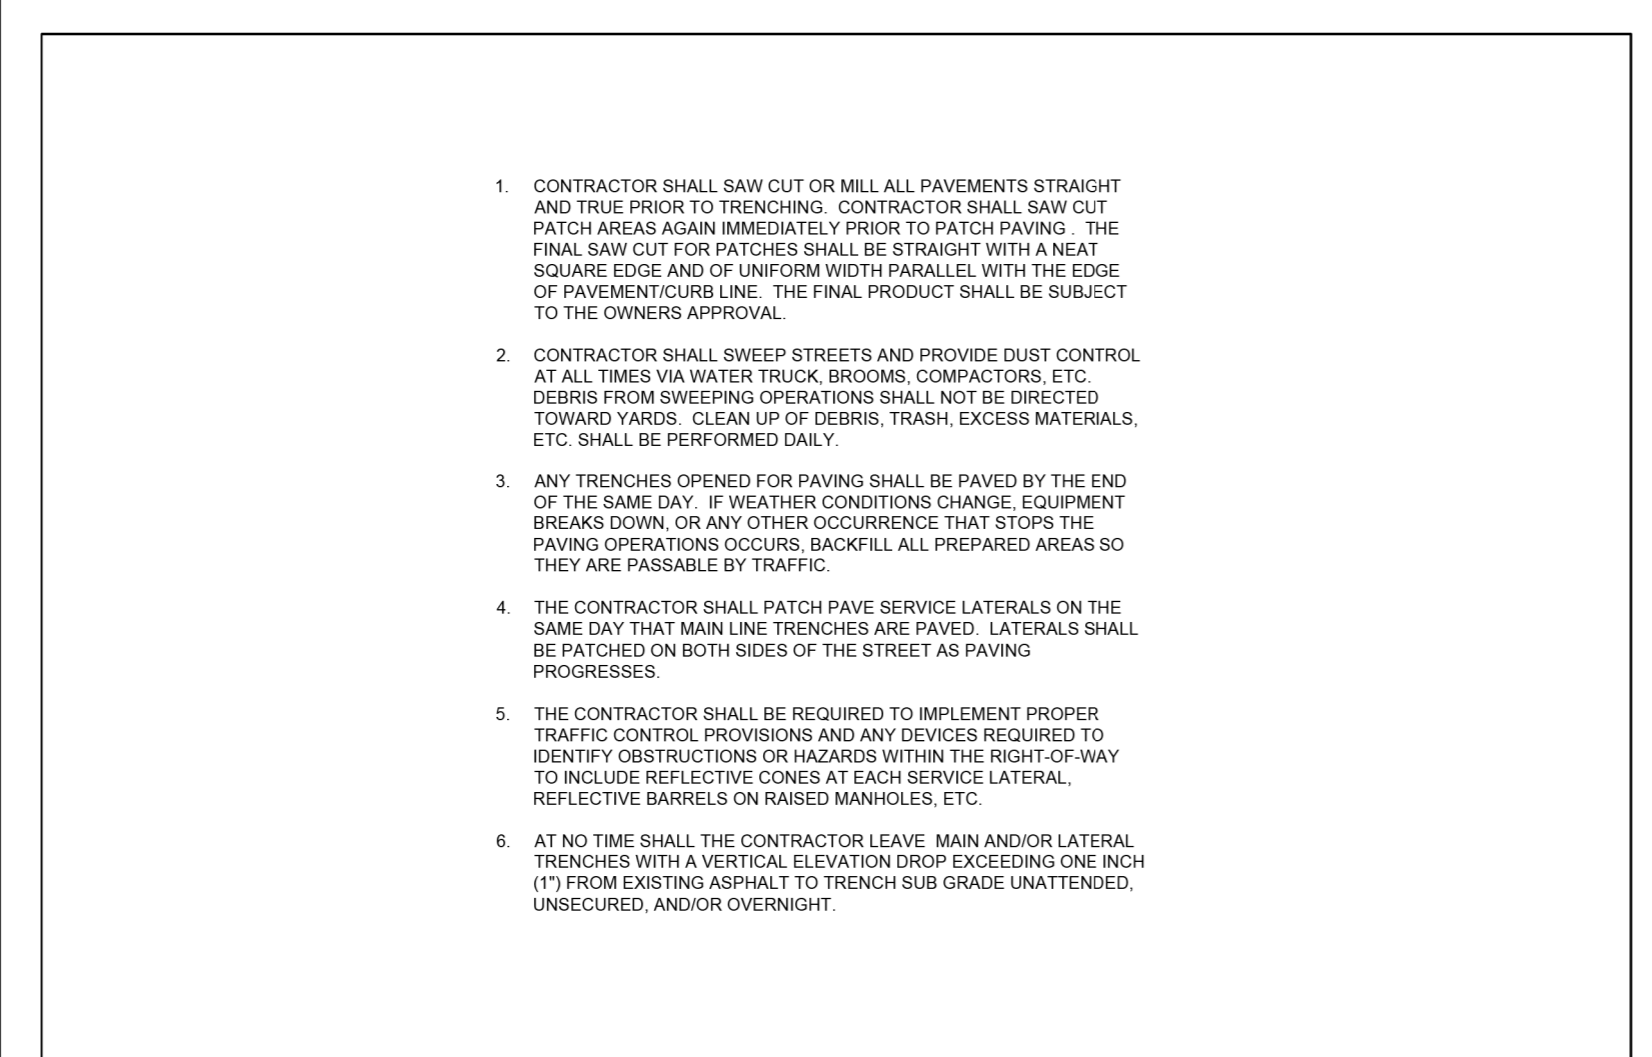 1. CONTRACTOR SHALL SAW CUT OR MILL ALL PAVEMENTS STRAIGHT
AND TRUE PRIOR TO TRENCHING. CONTRACTOR SHALL SAW CUT
PATCH AREAS AGAIN IMMEDIATELY PRIOR TO PATCH PAVING . THE
FINAL SAW CUT FOR PATCHES SHALL BE STRAIGHT WITH A NEAT
SQUARE EDGE AND OF UNIFORM WIDTH PARALLEL WITH THE EDGE
OF PAVEMENT/CURB LINE. THE FINAL PRODUCT SHALL BE SUBJECT
TO THE OWNERS APPROVAL.
2. CONTRACTOR SHALL SWEEP STREETS AND PROVIDE DUST CONTROL
AT ALL TIMES VIA WATER TRUCK, BROOMS, COMPACTORS, ETC.
DEBRIS FROM SWEEPING OPERATIONS SHALL NOT BE DIRECTED
TOWARD YARDS. CLEAN UP OF DEBRIS, TRASH, EXCESS MATERIALS,
ETC. SHALL BE PERFORMED DAILY.
3. ANY TRENCHES OPENED FOR PAVING SHALL BE PAVED BY THE END
OF THE SAME DAY. IF WEATHER CONDITIONS CHANGE, EQUIPMENT
BREAKS DOWN, OR ANY OTHER OCCURRENCE THAT STOPS THE
PAVING OPERATIONS OCCURS, BACKFILL ALL PREPARED AREAS SO
THEY ARE PASSABLE BY TRAFFIC.
4. THE CONTRACTOR SHALL PATCH PAVE SERVICE LATERALS ON THE
SAME DAY THAT MAIN LINE TRENCHES ARE PAVED. LATERALS SHALL
BE PATCHED ON BOTH SIDES OF THE STREET AS PAVING
PROGRESSES.
5. THE CONTRACTOR SHALL BE REQUIRED TO IMPLEMENT PROPER
TRAFFIC CONTROL PROVISIONS AND ANY DEVICES REQUIRED TO
IDENTIFY OBSTRUCTIONS OR HAZARDS WITHIN THE RIGHT-OF-WAY
TO INCLUDE REFLECTIVE CONES AT EACH SERVICE LATERAL,
REFLECTIVE BARRELS ON RAISED MANHOLES, ETC.
6. AT NO TIME SHALL THE CONTRACTOR LEAVE MAIN AND/OR LATERAL
TRENCHES WITH A VERTICAL ELEVATION DROP EXCEEDING ONE INCH
(1") FROM EXISTING ASPHALT TO TRENCH SUB GRADE UNATTENDED,
UNSECURED, AND/OR OVERNIGHT.